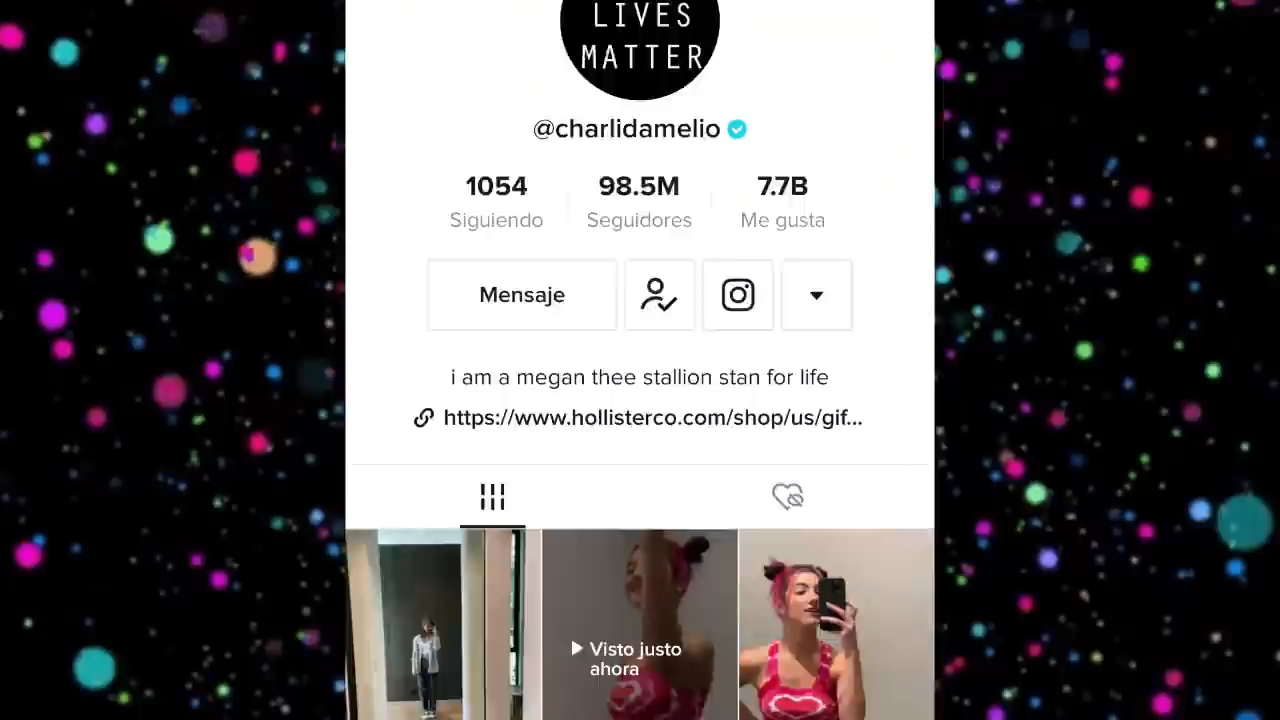 LIVES
MATTER
@charlidamelio
1054 98.5M 7.7B
Siguiendo Seguidores Me gusta
Mensaje
i am a megan thee stallion stan for life
https://www.hollisterco.com/shop/us/gif...
Visto justo
ahora